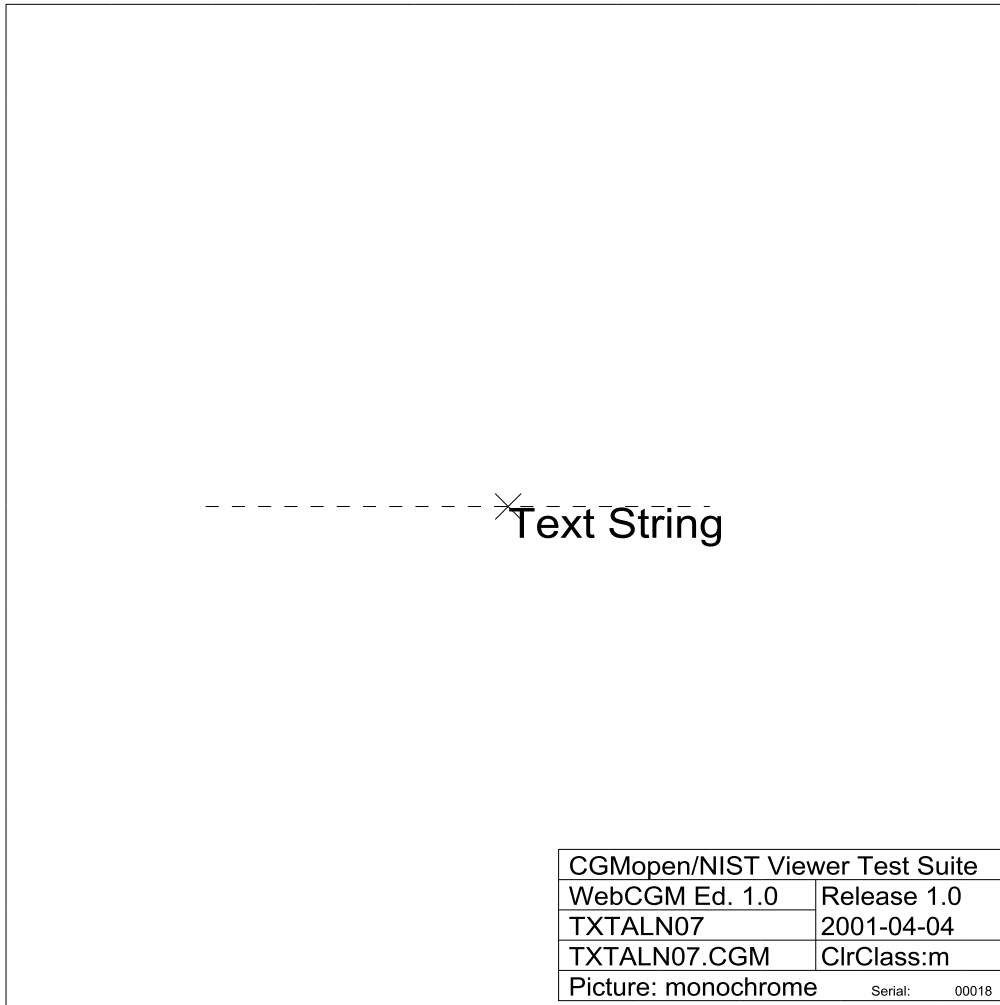 Text String
CGMopen/NIST Viewer Test Suite
WebCGM Ed. 1.0 Release 1.0
TXTALN07 2001-04-04
TXTALN07.CGM ClrClass:m
Picture: monochrome Serial: 00018